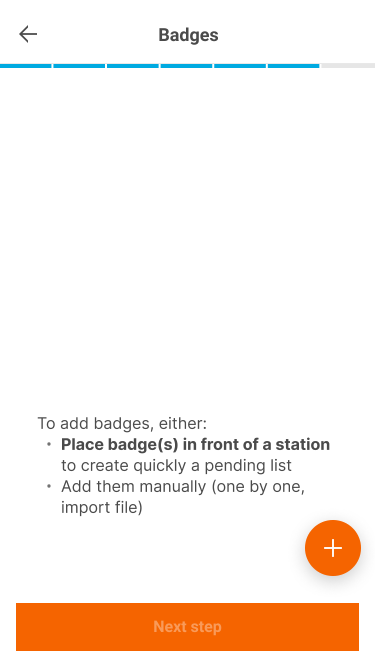 Badges
To add badges, either:
• Place badge(s) in front of a station
to create quickly a pending list
• Add them manually (one by one,
import file)
Next step